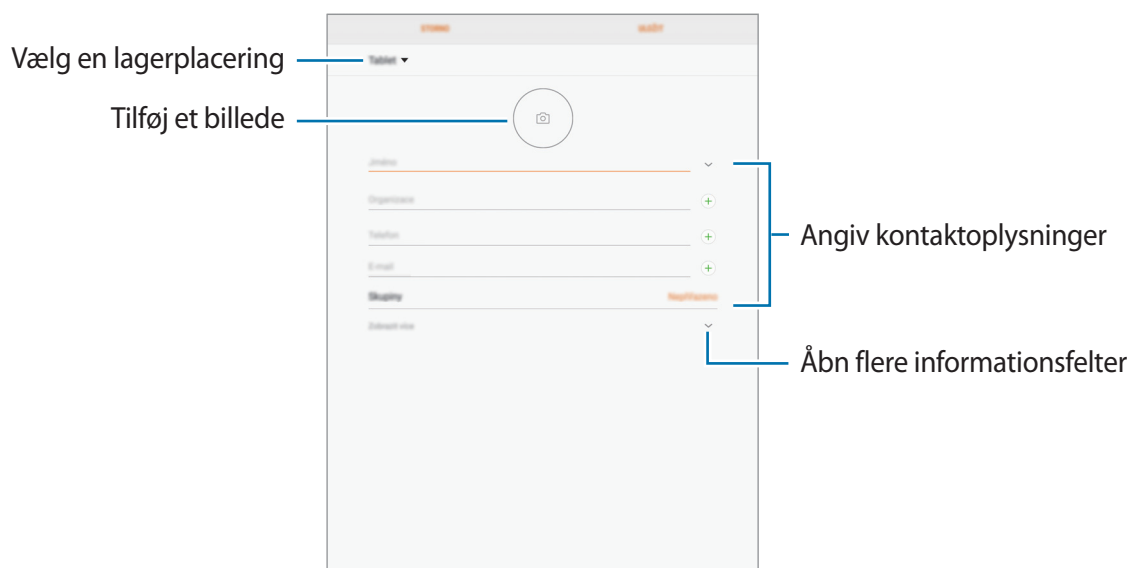 STORNO
ULOŽIT
Vælg en lagerplacering
Tablet
Tilføj et billede
Jméno
Organizace
Telefon
Angiv kontaktoplysninger
E-mail
Skupiny
Nepřiřazeno
Zobrazit více
Åbn flere informationsfelter